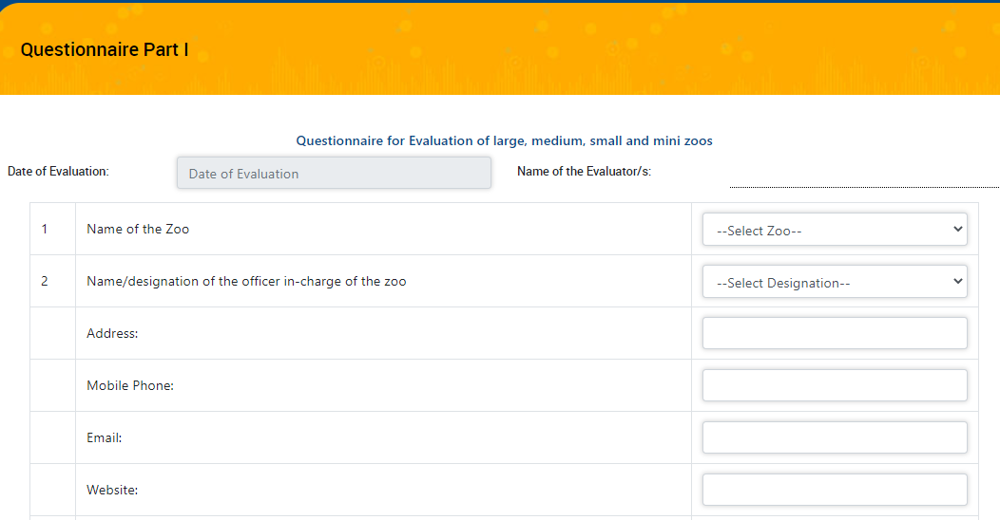 Questionnaire Part I
Questionnaire for Evaluation of large, medium, small and mini zoos
Date of Evaluation: Date of Evaluation Name of the Evaluator/s:
1 Name of the Zoo --Select Zoo--
2 Name/designation of the officer in-charge of the zoo --Select Designation--
Address:
Mobile Phone:
Email:
Website: